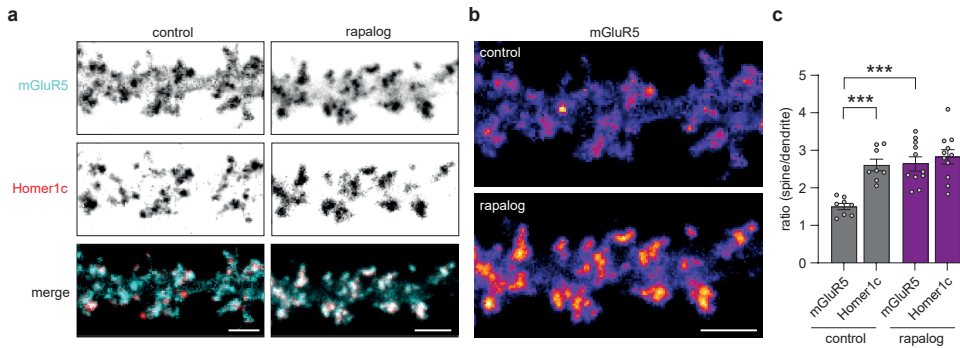 a
control
rapalog
mGluR5
Homer1c
merge
b
mGluR5
control
rapalog
c
ratio (spine/dendrite)
5
4
3
2
1
0
***
***
mGluR5
Homer1c
mGluR5
Homer1c
control
rapalog